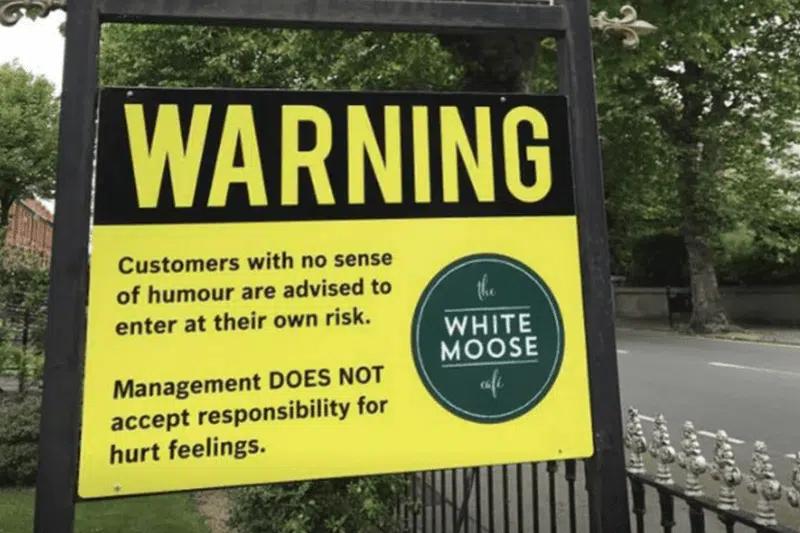 WARNING
Customers with no sense
of humour are advised to
enter at their own risk.
Management DOES NOT
accept responsibility for
hurt feelings.
the
WHITE
MOOSE
café